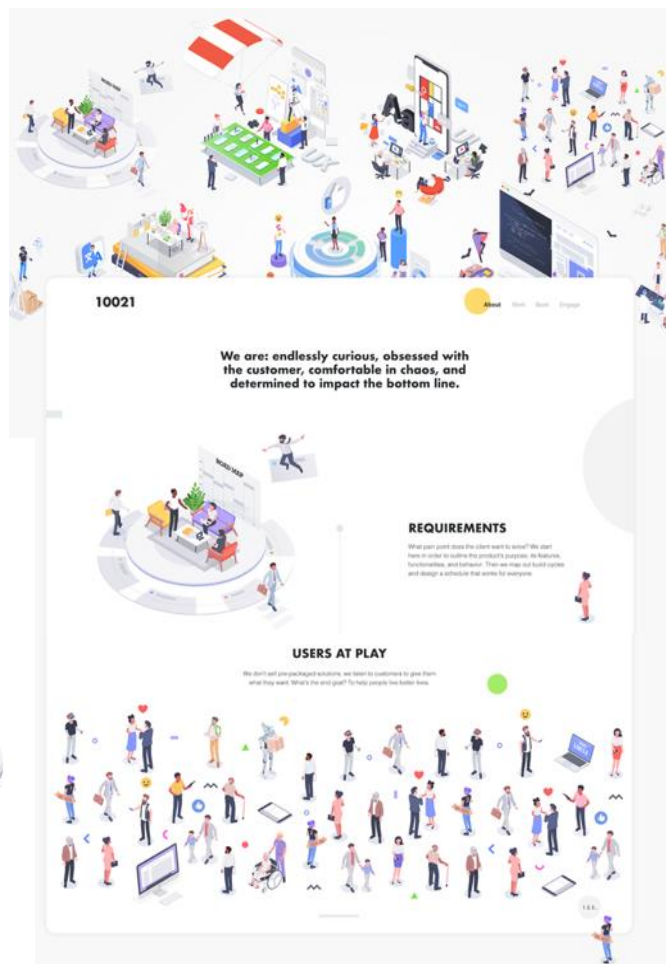 UX
10021
About Work Work Engage
We are: endlessly curious, obsessed with
the customer, comfortable in chaos, and
determined to impact the bottom line.
REQUIREMENTS
What pain point does the client want to solve? We start
here in order to outline the product's purpose, its features,
functionalities, and behavior. Then we map out build cycles
and design a schedule that works for everyone.
USERS AT PLAY
We don't sell pre-packaged solutions, we listen to customers to give them
what they want. What's the end goal? To help people live better lives.